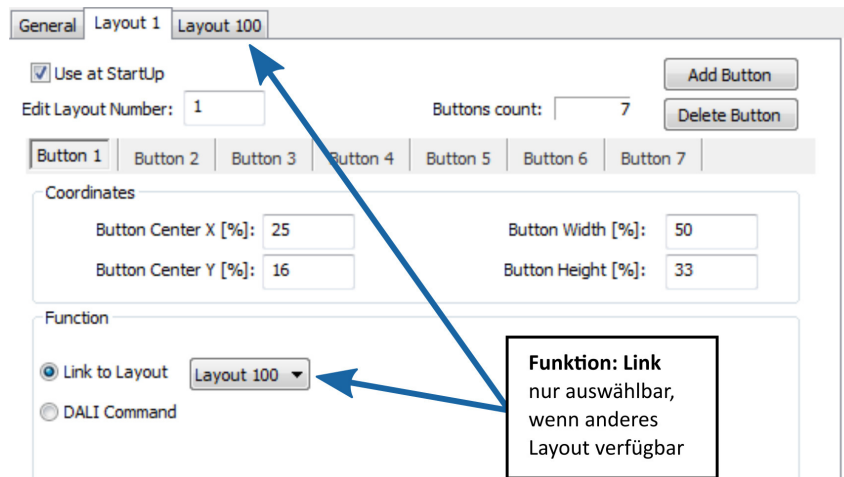 General Layout 1 Layout 100
Use at StartUp Add Button
Edit Layout Number: 1 Buttons count: 7 Delete Button
Button 1 Button 2 Button 3 Button 4 Button 5 Button 6 Button 7
Coordinates
Button Center X [%]: 25 Button Width [%]: 50
Button Center Y [%]: 16 Button Height [%]: 33
Function
Link to Layout Layout 100
DALI Command
Funktion: Link
nur auswählbar,
wenn anderes
Layout verfügbar